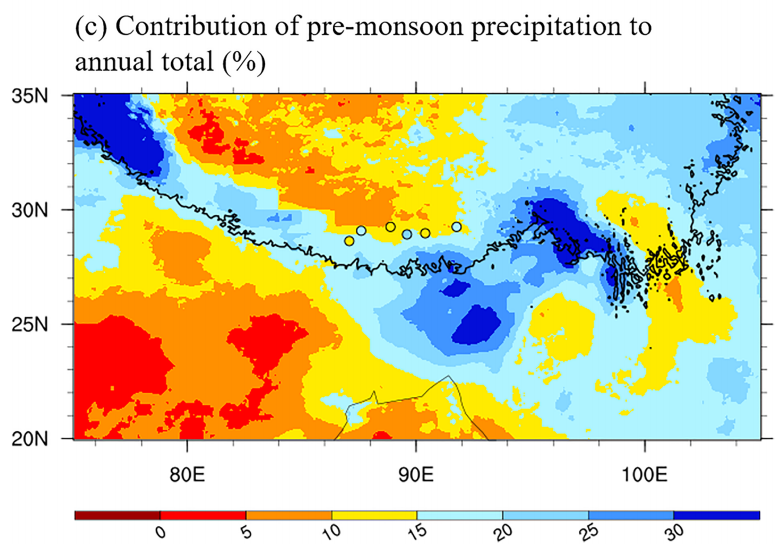 (c) Contribution of pre-monsoon precipitation to
annual total (%)
35N
30N
25N
20N
80E 90E 100E
0 5 10 15 20 25 30